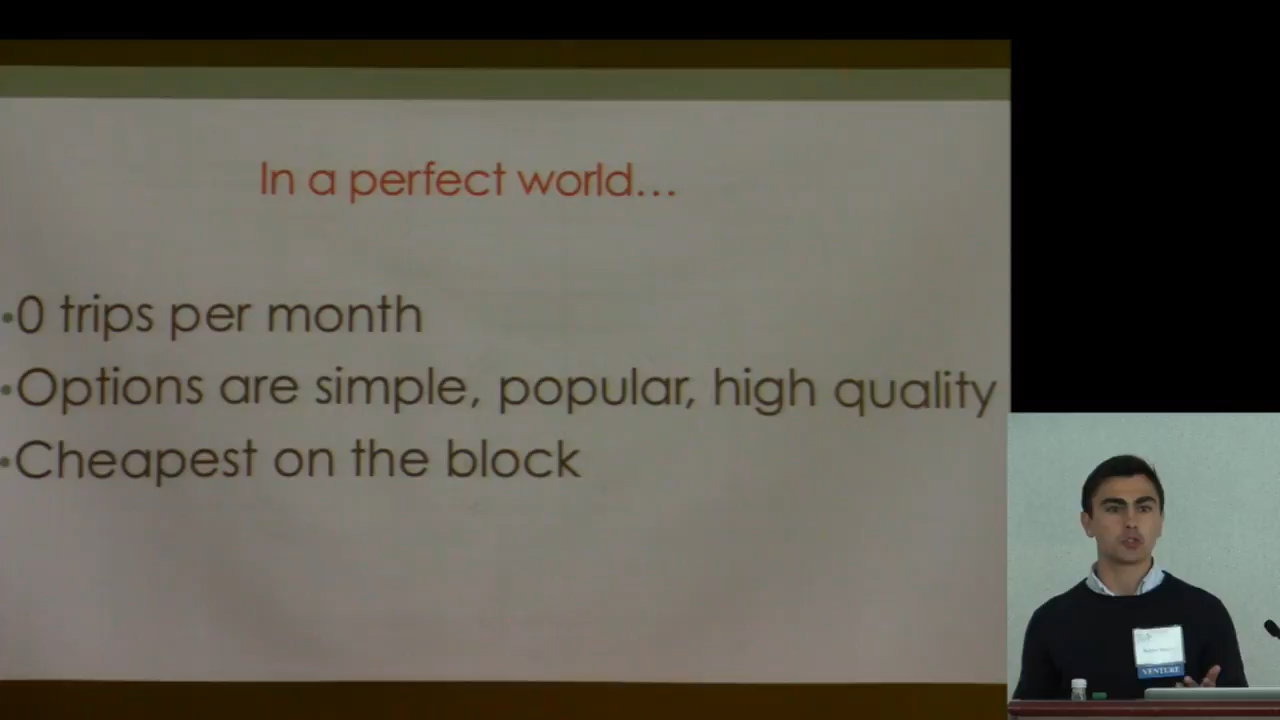 In a perfect world...
•0 trips per month
•Options are simple, popular, high quality
•Cheapest on the block
VENTURE